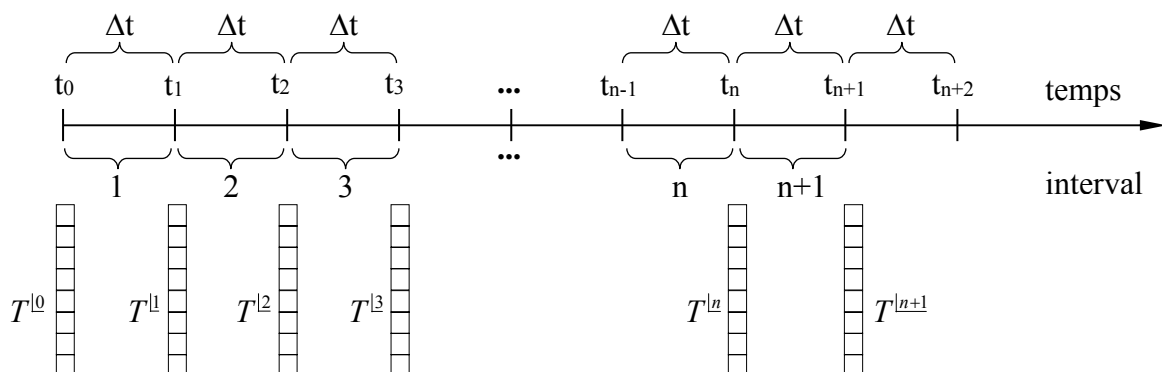 Δt Δt Δt Δt Δt Δt
t₀ t₁ t₂ t₃ ... tₙ₋₁ tₙ tₙ₊₁ tₙ₊₂ temps
...
1 2 3 n n+1 interval
T^|0 T^|1 T^|2 T^|3 T^|n T^|n+1